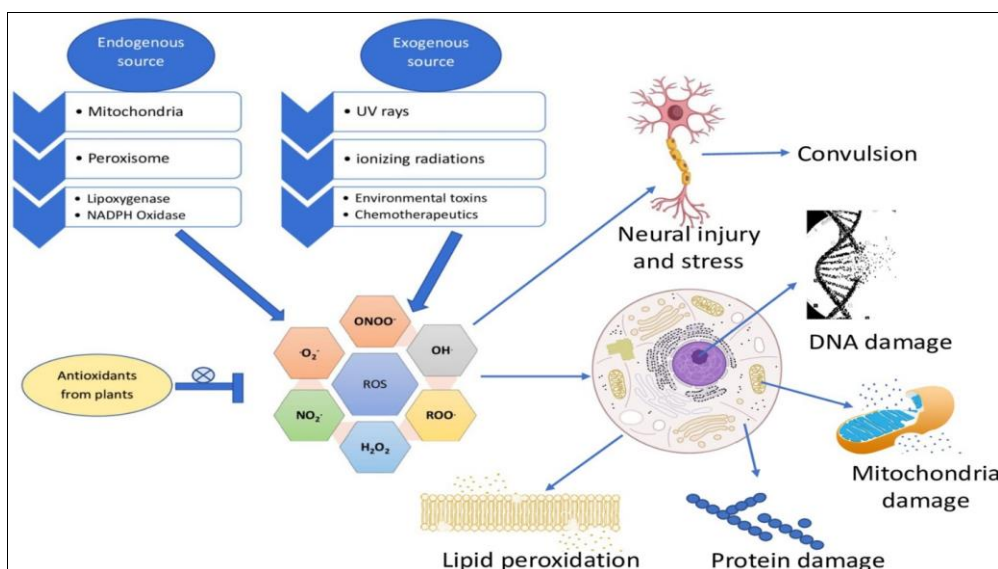 Endogenous
source
• Mitochondria
• Peroxisome
• Lipoxygenase
• NADPH Oxidase
Exogenous
source
• UV rays
• ionizing radiations
• Environmental toxins
• Chemotherapeutics
Convulsion
Neural injury
and stress
DNA damage
ONOO⁻
·O₂⁻
OH·
ROS
NO₂·
ROO·
H₂O₂
Antioxidants
from plants
Mitochondria
damage
Lipid peroxidation
Protein damage